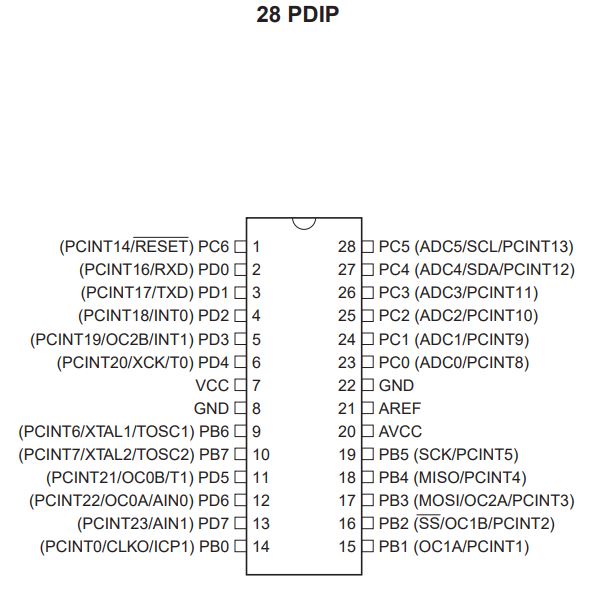 28 PDIP
(PCINT14/RESET) PC6 1 28 PC5 (ADC5/SCL/PCINT13)
(PCINT16/RXD) PD0 2 27 PC4 (ADC4/SDA/PCINT12)
(PCINT17/TXD) PD1 3 26 PC3 (ADC3/PCINT11)
(PCINT18/INT0) PD2 4 25 PC2 (ADC2/PCINT10)
(PCINT19/OC2B/INT1) PD3 5 24 PC1 (ADC1/PCINT9)
(PCINT20/XCK/T0) PD4 6 23 PC0 (ADC0/PCINT8)
VCC 7 22 GND
GND 8 21 AREF
(PCINT6/XTAL1/TOSC1) PB6 9 20 AVCC
(PCINT7/XTAL2/TOSC2) PB7 10 19 PB5 (SCK/PCINT5)
(PCINT21/OC0B/T1) PD5 11 18 PB4 (MISO/PCINT4)
(PCINT22/OC0A/AIN0) PD6 12 17 PB3 (MOSI/OC2A/PCINT3)
(PCINT23/AIN1) PD7 13 16 PB2 (SS/OC1B/PCINT2)
(PCINT0/CLKO/ICP1) PB0 14 15 PB1 (OC1A/PCINT1)